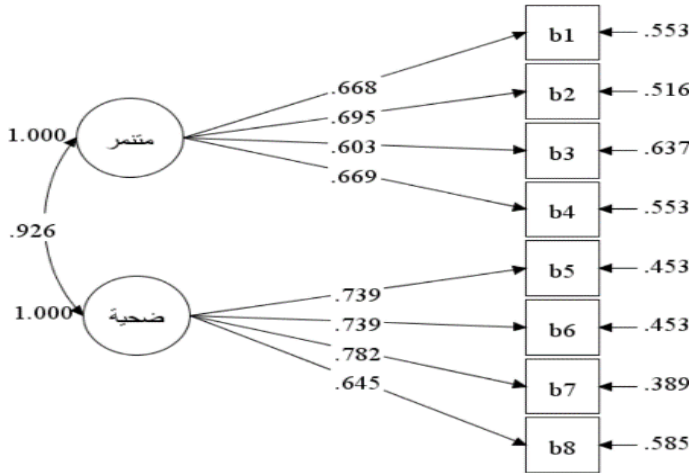 b1
.553
.668
b2
.516
.695
1.000
متنمر
.603
b3
.637
.669
b4
.553
.926
b5
.453
.739
1.000
ضحية
.739
b6
.453
.782
b7
.389
.645
b8
.585